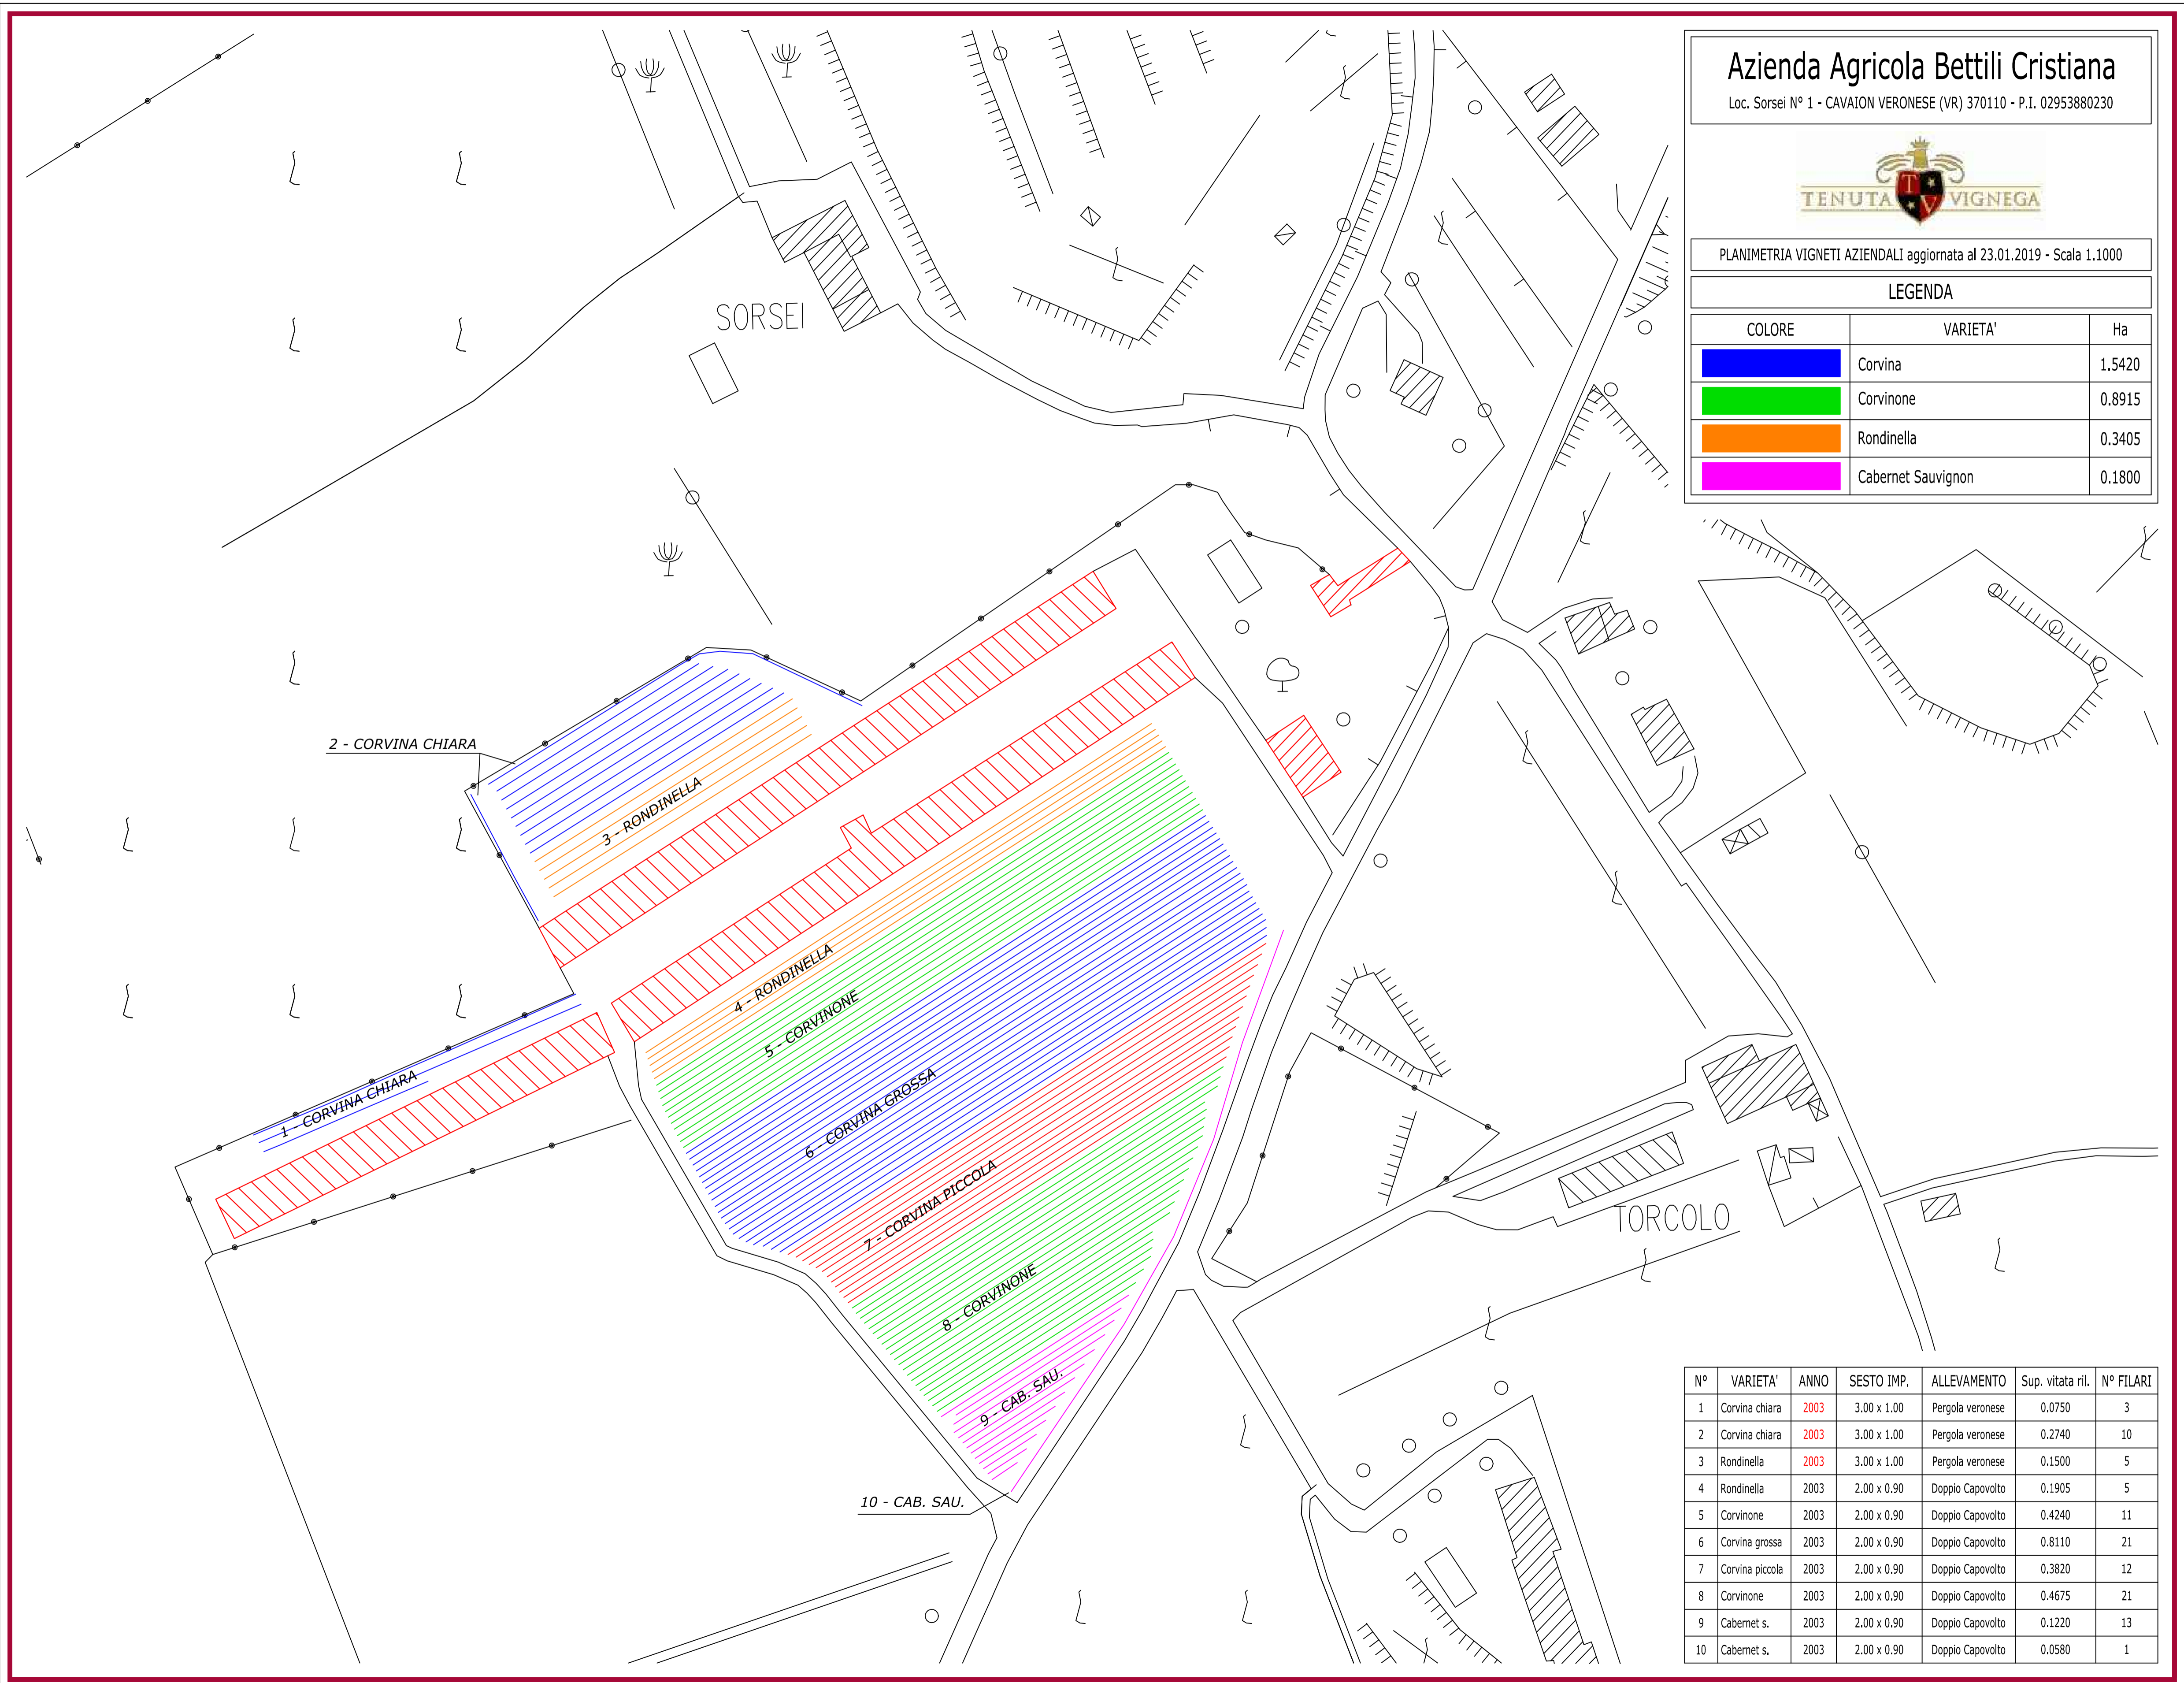 Azienda Agricola Bettili Cristiana
Loc. Sorsei N° 1 - CAVAION VERONESE (VR) 370110 - P.I. 02953880230
TENUTA TV VIGNEGA
PLANIMETRIA VIGNETI AZIENDALI aggiornata al 23.01.2019 - Scala 1.1000
LEGENDA
COLORE VARIETA' Ha
Corvina 1.5420
Corvinone 0.8915
Rondinella 0.3405
Cabernet Sauvignon 0.1800
SORSEI
2 - CORVINA CHIARA
3 - RONDINELLA
4 - RONDINELLA
5 - CORVINONE
1 - CORVINA CHIARA
6 - CORVINA GROSSA
7 - CORVINA PICCOLA
8 - CORVINONE
9 - CAB. SAU.
10 - CAB. SAU.
TORCOLO
N° VARIETA' ANNO SESTO IMP. ALLEVAMENTO Sup. vitata ril. N° FILARI
1 Corvina chiara 2003 3.00 x 1.00 Pergola veronese 0.0750 3
2 Corvina chiara 2003 3.00 x 1.00 Pergola veronese 0.2740 10
3 Rondinella 2003 3.00 x 1.00 Pergola veronese 0.1500 5
4 Rondinella 2003 2.00 x 0.90 Doppio Capovolto 0.1905 5
5 Corvinone 2003 2.00 x 0.90 Doppio Capovolto 0.4240 11
6 Corvina grossa 2003 2.00 x 0.90 Doppio Capovolto 0.8110 21
7 Corvina piccola 2003 2.00 x 0.90 Doppio Capovolto 0.3820 12
8 Corvinone 2003 2.00 x 0.90 Doppio Capovolto 0.4675 21
9 Cabernet s. 2003 2.00 x 0.90 Doppio Capovolto 0.1220 13
10 Cabernet s. 2003 2.00 x 0.90 Doppio Capovolto 0.0580 1